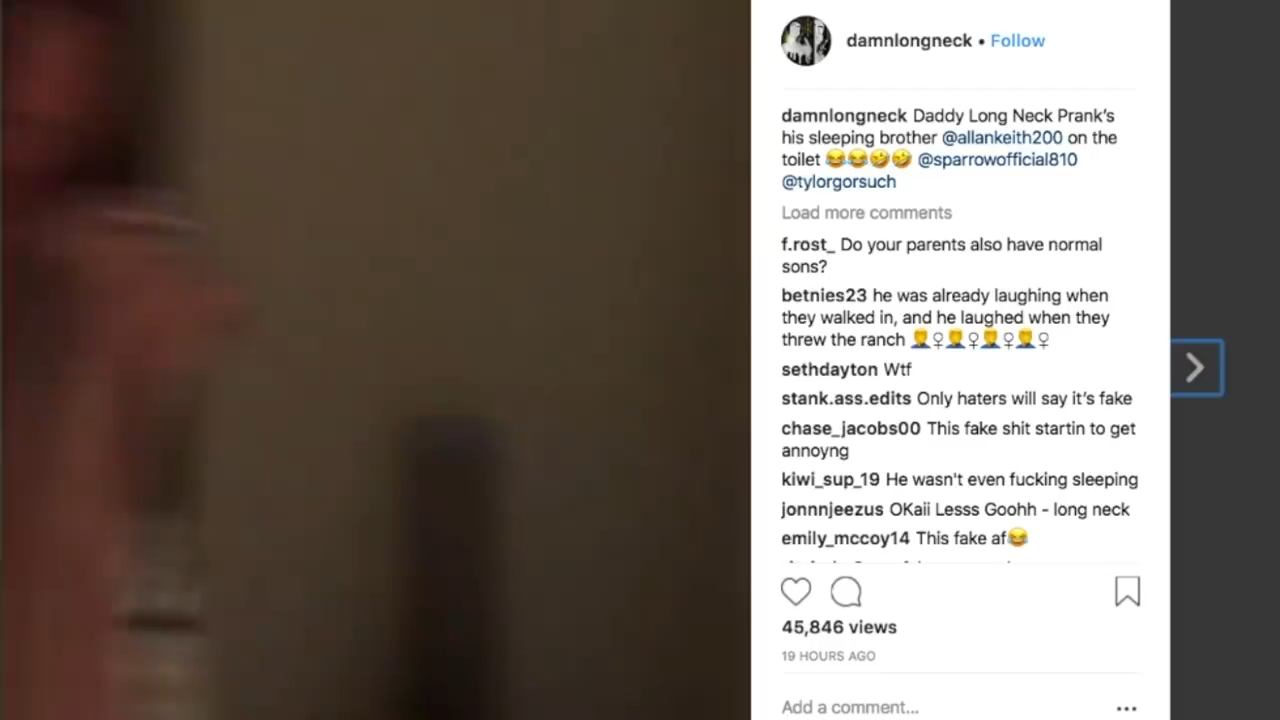 damnlongneck • Follow
damnlongneck Daddy Long Neck Prank's
his sleeping brother @allankeith200 on the
toilet 😂😂🤣🤣 @sparrowofficial810
@tylorgorsuch
Load more comments
f.rost_ Do your parents also have normal
sons?
betnies23 he was already laughing when
they walked in, and he laughed when they
threw the ranch 🤦♀🤦♀🤦♀🤦♀
sethdayton Wtf
stank.ass.edits Only haters will say it's fake
chase_jacobs00 This fake shit startin to get
annoyng
kiwi_sup_19 He wasn't even fucking sleeping
jonnnjeezus OKaii Lesss Goohh - long neck
emily_mccoy14 This fake af😂
45,846 views
19 HOURS AGO
Add a comment...